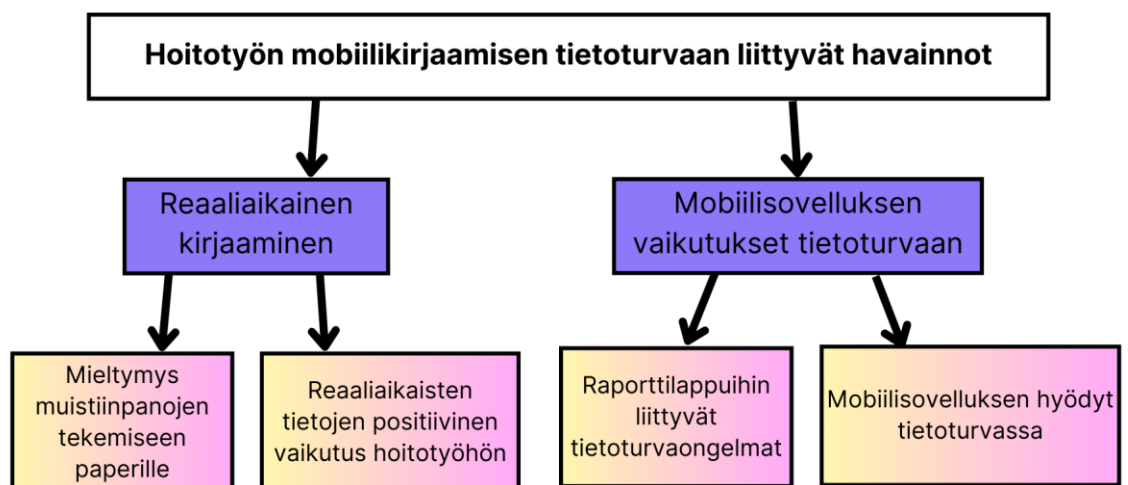 Hoitotyön mobiilikirjaamisen tietoturvaan liittyvät havainnot
Reaaliaikainen
kirjaaminen
Mobiilisovelluksen
vaikutukset tietoturvaan
Mieltymys
muistiinpanojen
tekemiseen
paperille
Reaaliaikaisten
tietojen positiivinen
vaikutus hoitotyöhön
Raporttilappuihin
liittyvät
tietoturvaongelmat
Mobiilisovelluksen hyödyt
tietoturvassa